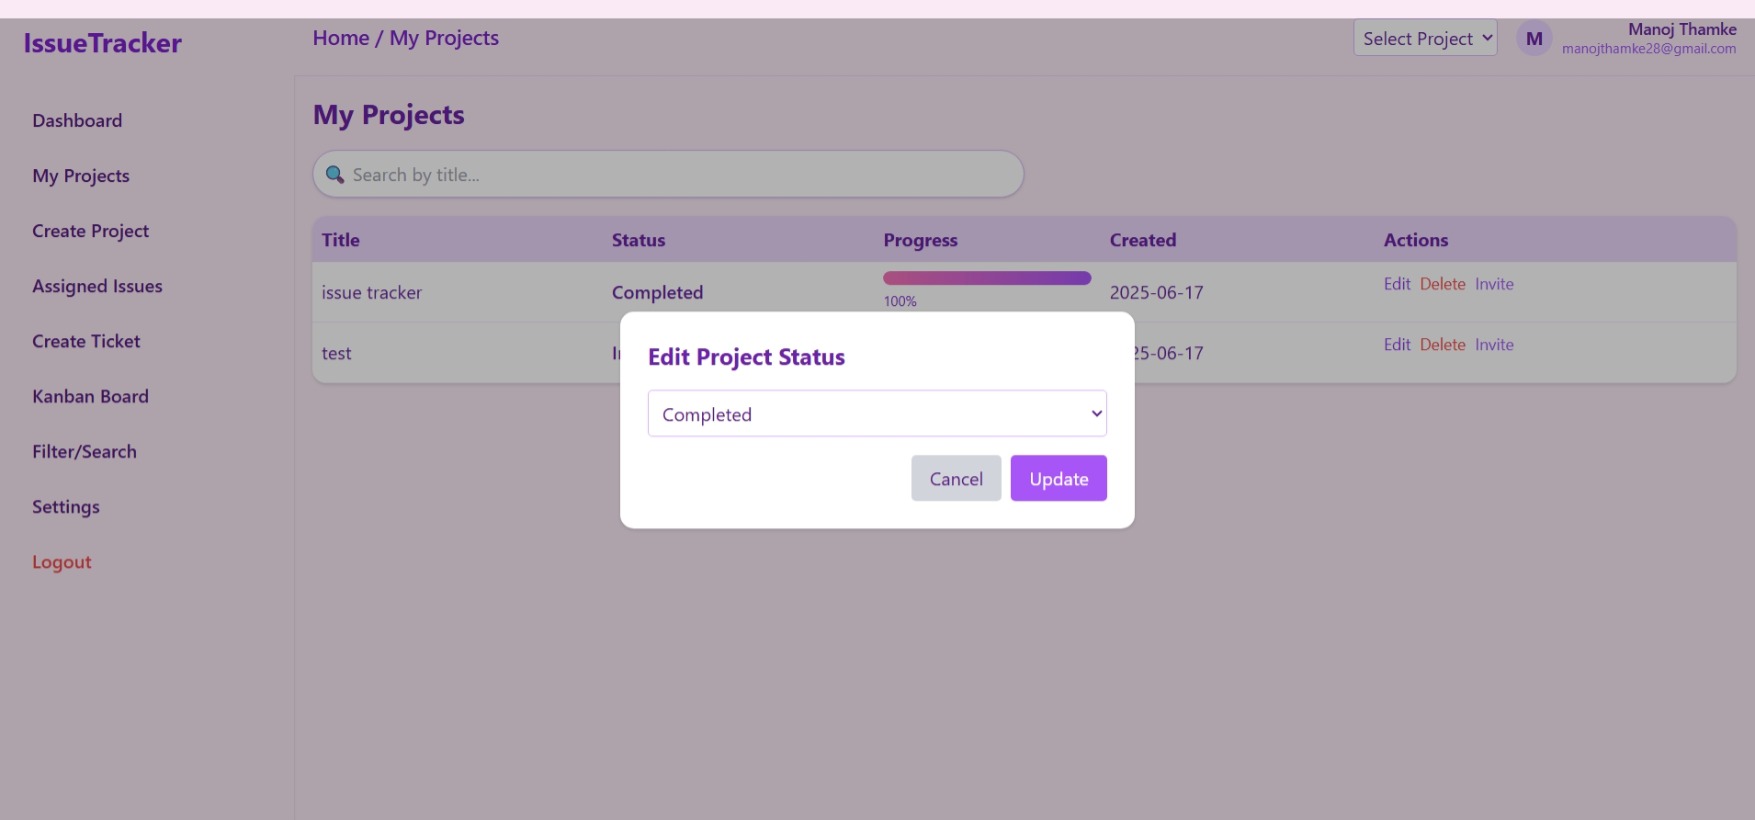 IssueTracker
Home / My Projects
Select Project
M
Manoj Thamke
manojthamke28@gmail.com
Dashboard
My Projects
Create Project
Assigned Issues
Create Ticket
Kanban Board
Filter/Search
Settings
Logout
My Projects
Search by title...
Title Status Progress Created Actions
issue tracker Completed 100% 2025-06-17 Edit Delete Invite
test 25-06-17 Edit Delete Invite
Edit Project Status
Completed
Cancel Update